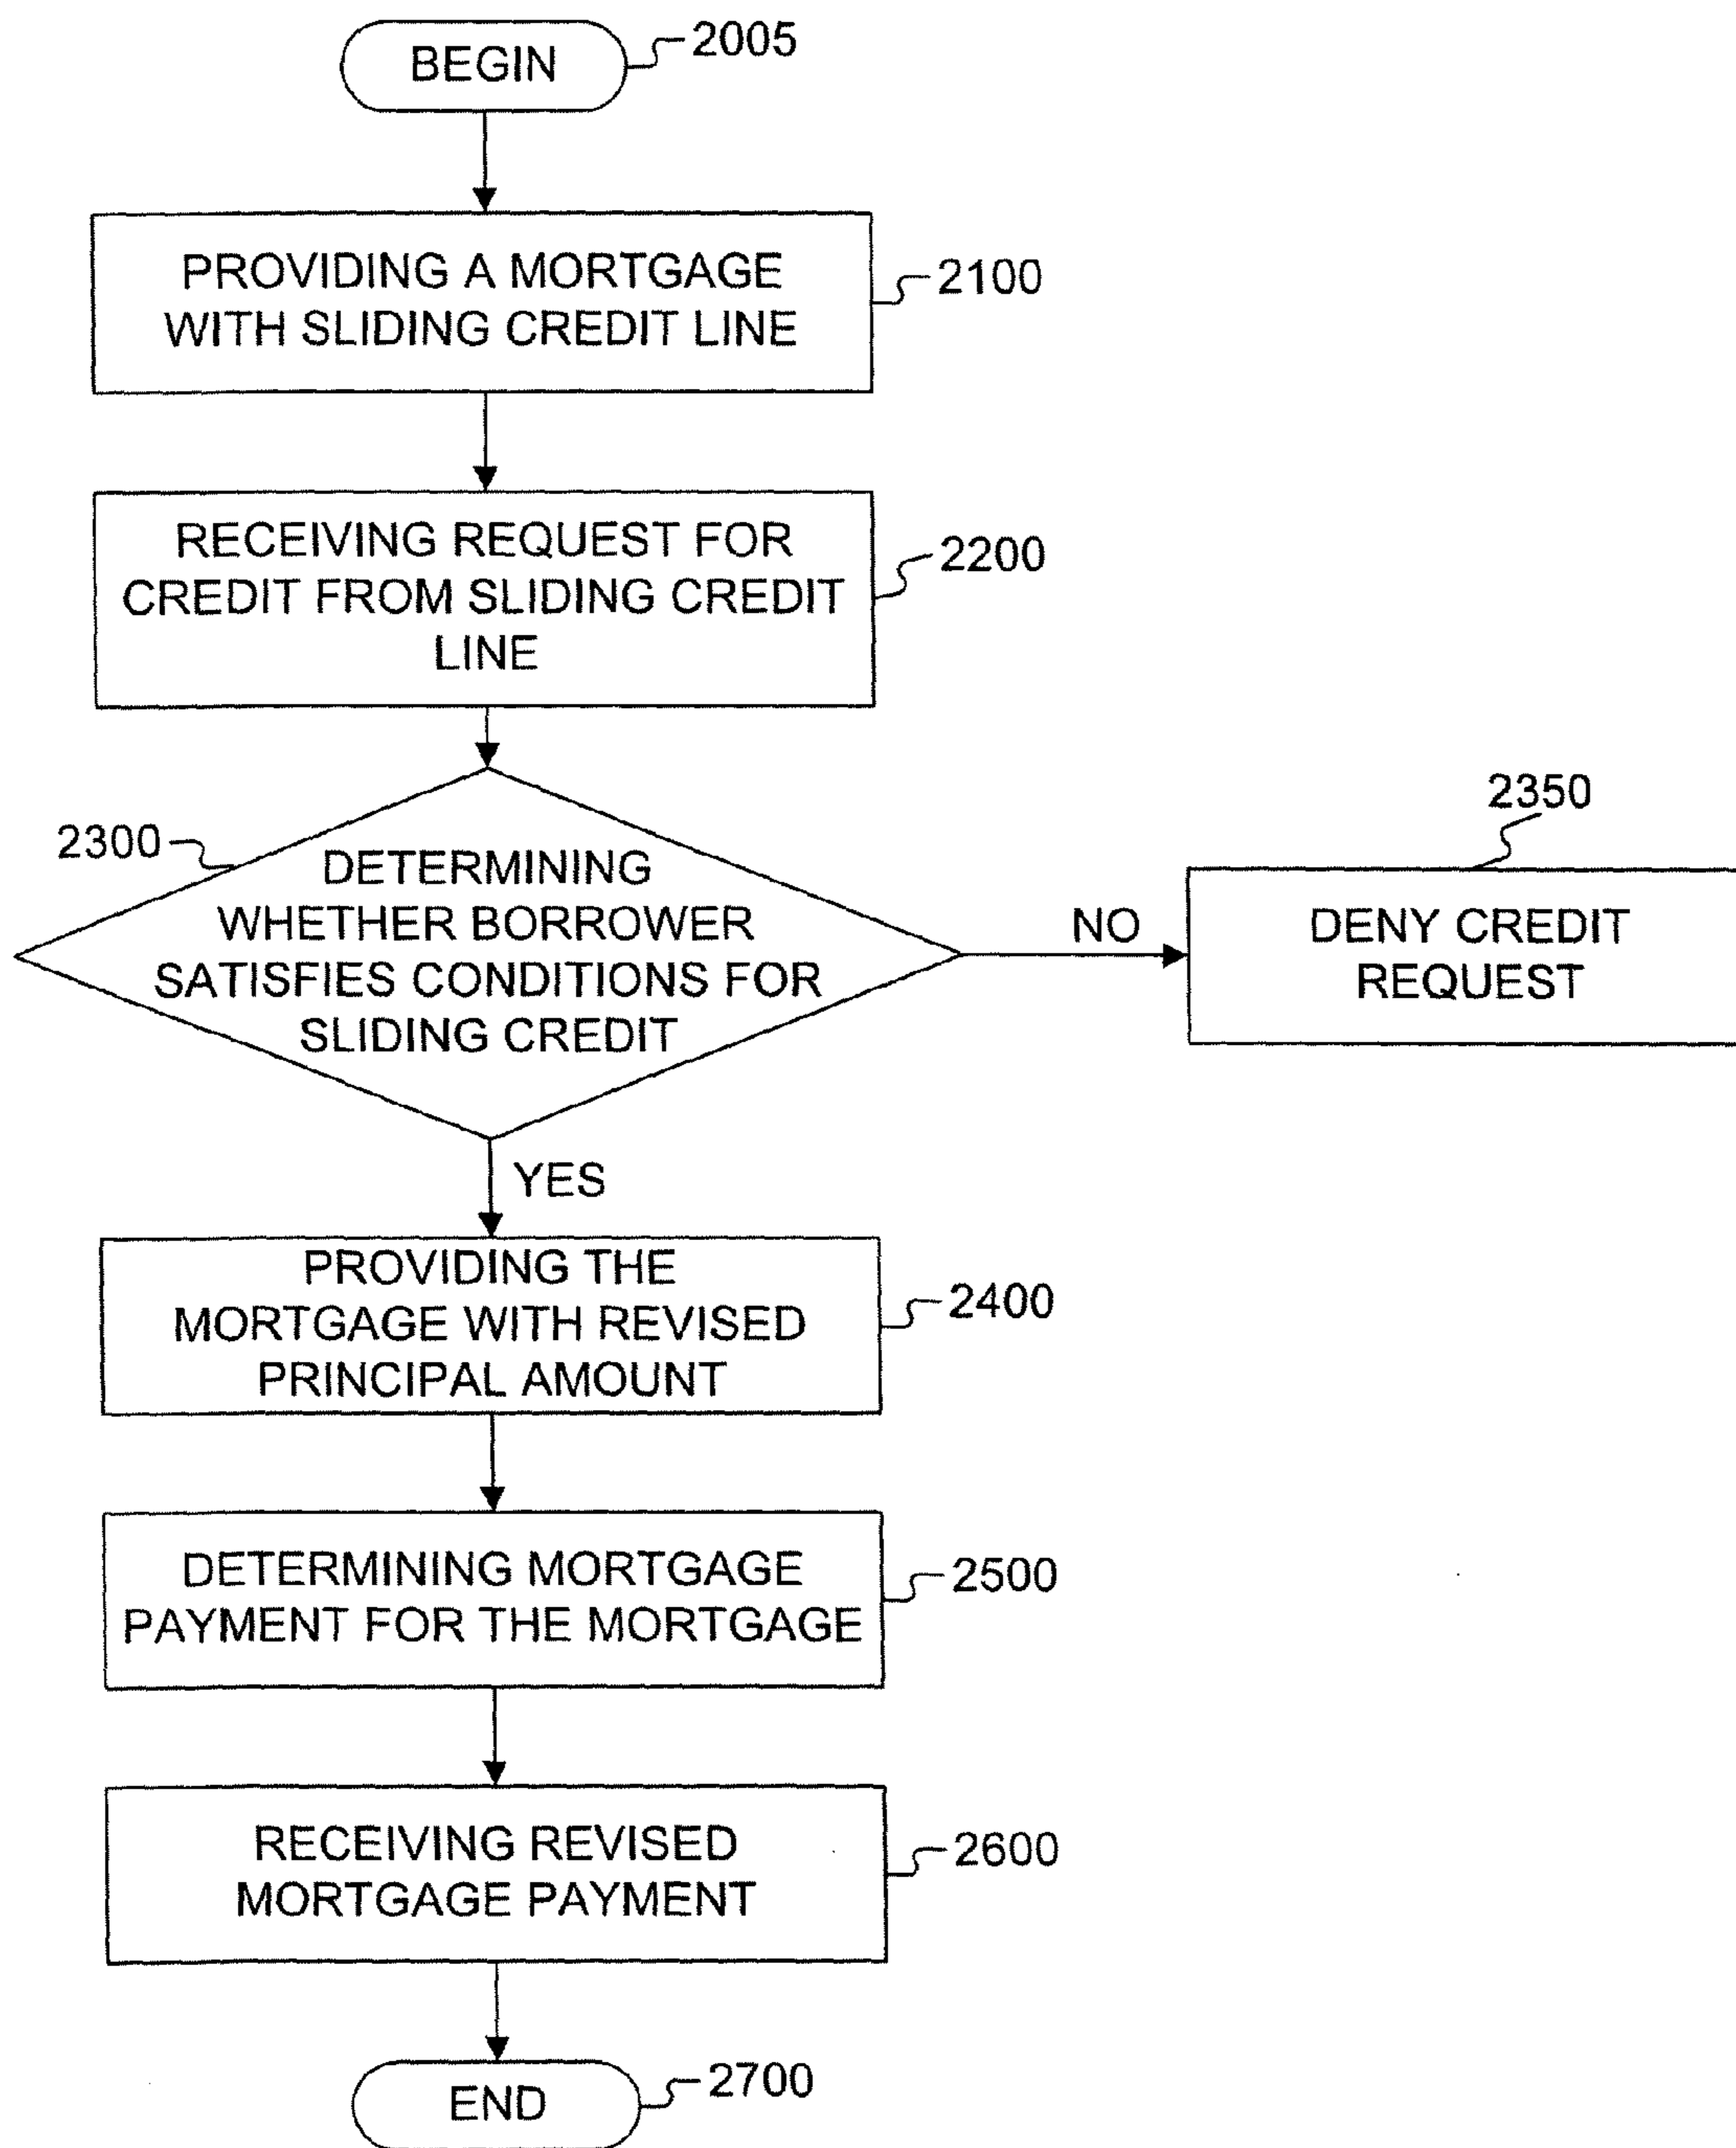 BEGIN
2005
PROVIDING A MORTGAGE
WITH SLIDING CREDIT LINE
2100
RECEIVING REQUEST FOR
CREDIT FROM SLIDING CREDIT
LINE
2200
2300
DETERMINING
WHETHER BORROWER
SATISFIES CONDITIONS FOR
SLIDING CREDIT
NO
2350
DENY CREDIT
REQUEST
YES
PROVIDING THE
MORTGAGE WITH REVISED
PRINCIPAL AMOUNT
2400
DETERMINING MORTGAGE
PAYMENT FOR THE MORTGAGE
2500
RECEIVING REVISED
MORTGAGE PAYMENT
2600
END
2700